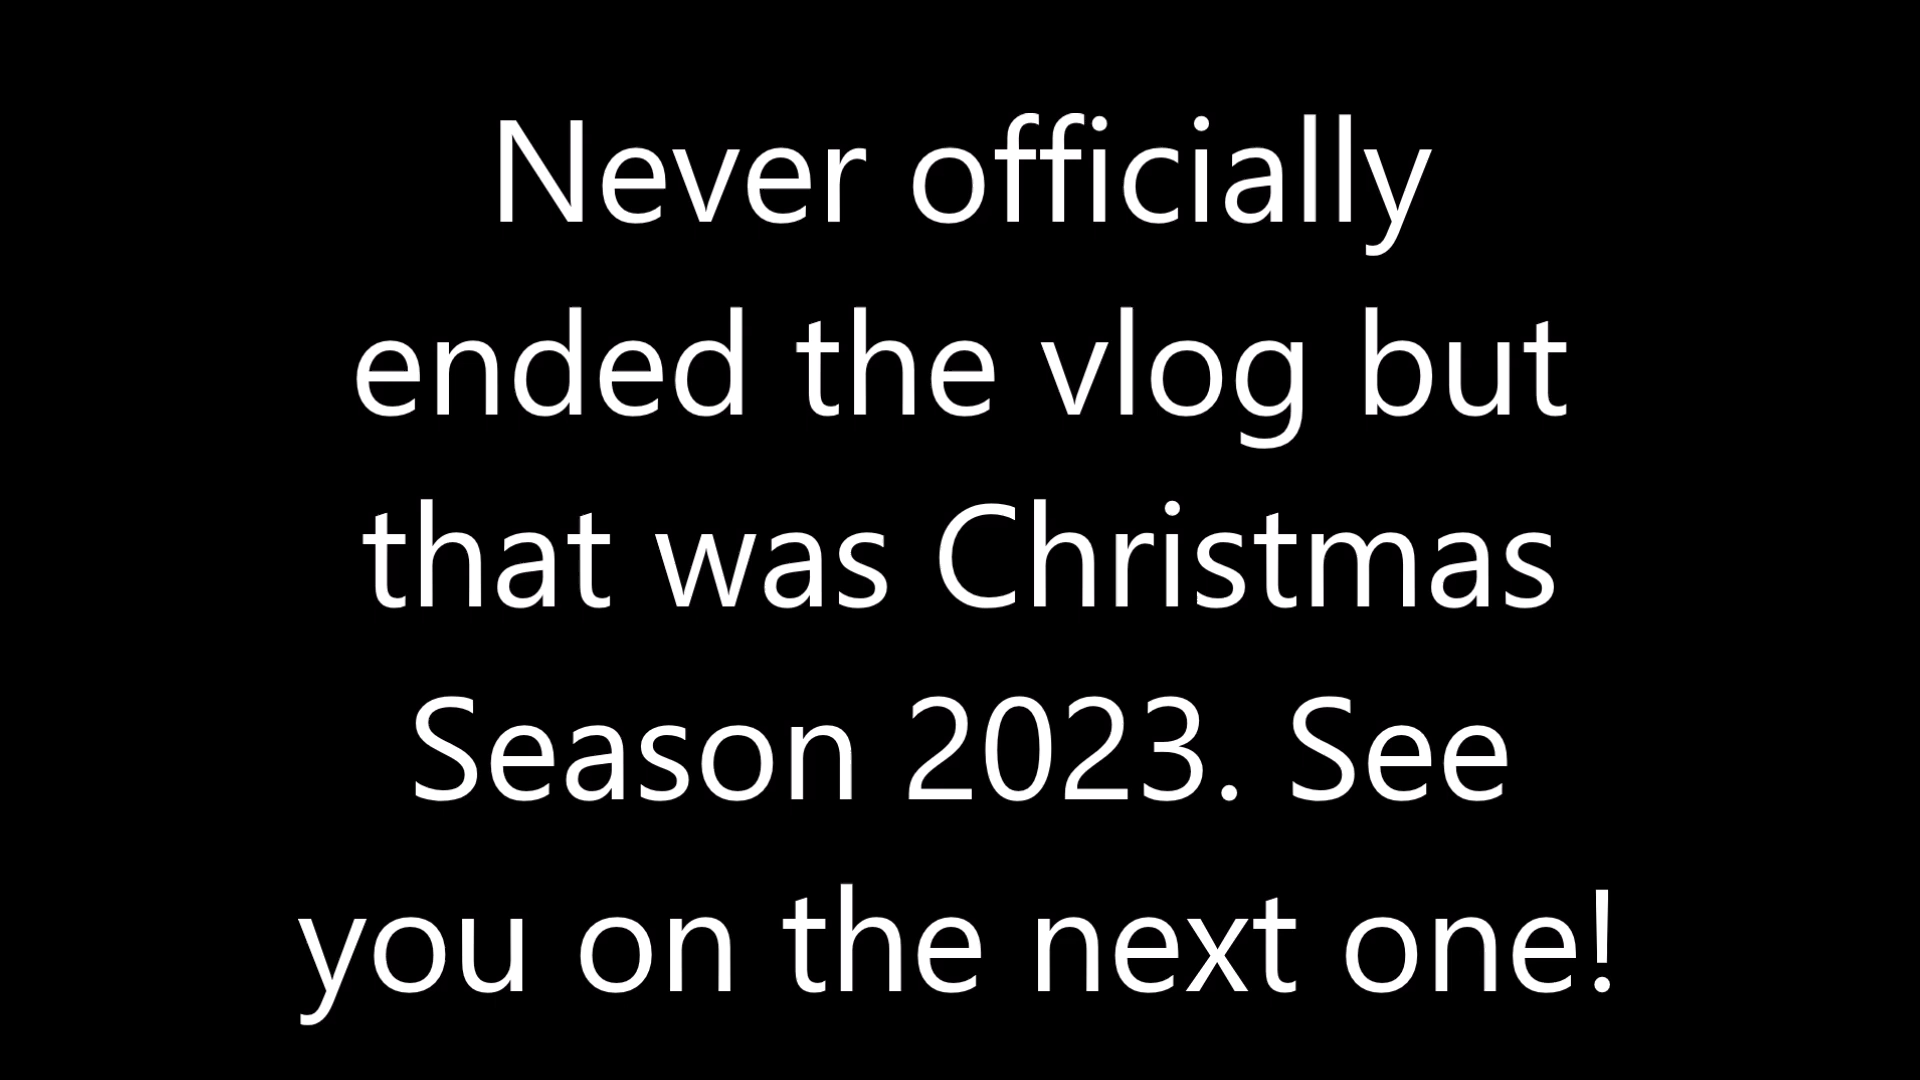 Never officially
ended the vlog but
that was Christmas
Season 2023. See
you on the next one!